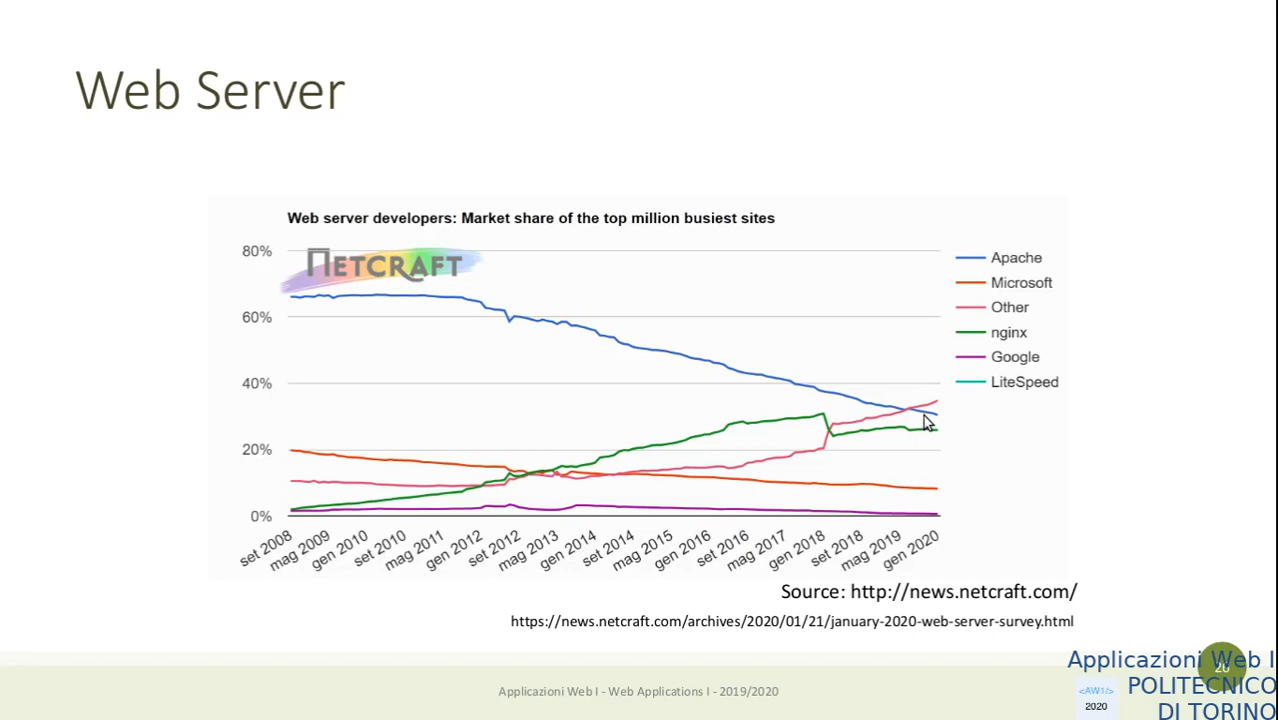 Web Server
Web server developers: Market share of the top million busiest sites
NETCRAFT
80%
60%
40%
20%
0%
Apache
Microsoft
Other
nginx
Google
LiteSpeed
set 2008
mag 2009
gen 2010
set 2010
mag 2011
gen 2012
set 2012
mag 2013
gen 2014
set 2014
mag 2015
gen 2016
set 2016
mag 2017
gen 2018
set 2018
mag 2019
gen 2020
Source: http://news.netcraft.com/
https://news.netcraft.com/archives/2020/01/21/january-2020-web-server-survey.html
Applicazioni Web I - Web Applications I - 2019/2020
Applicazioni Web I
POLITECNICO
DI TORINO
<AW1/>
2020